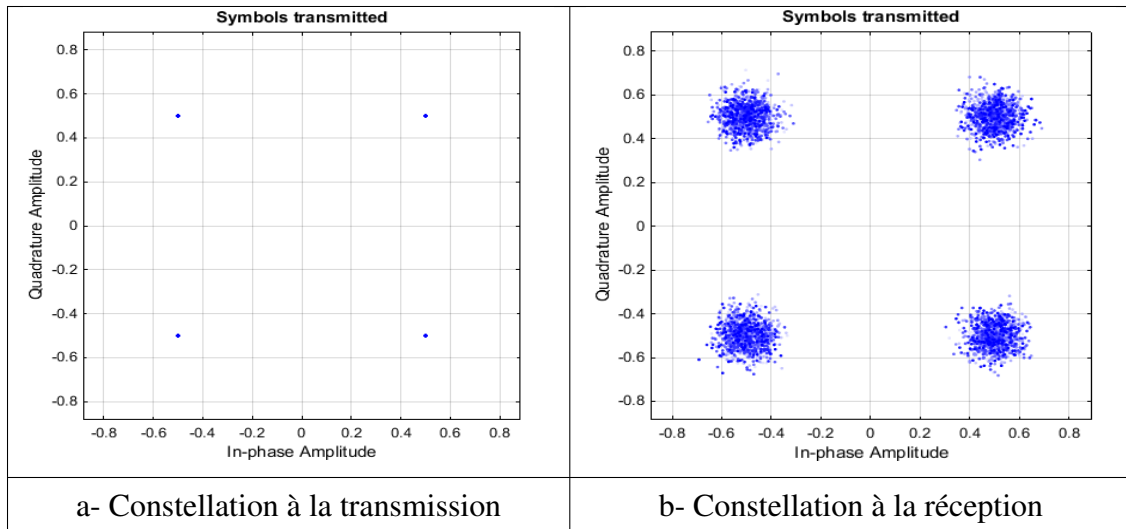 Symbols transmitted
0.8
0.6
0.4
0.2
0
-0.2
-0.4
-0.6
-0.8
Quadrature Amplitude
-0.8 -0.6 -0.4 -0.2 0 0.2 0.4 0.6 0.8
In-phase Amplitude
a- Constellation à la transmission
Symbols transmitted
0.8
0.6
0.4
0.2
0
-0.2
-0.4
-0.6
-0.8
Quadrature Amplitude
-0.8 -0.6 -0.4 -0.2 0 0.2 0.4 0.6 0.8
In-phase Amplitude
b- Constellation à la réception